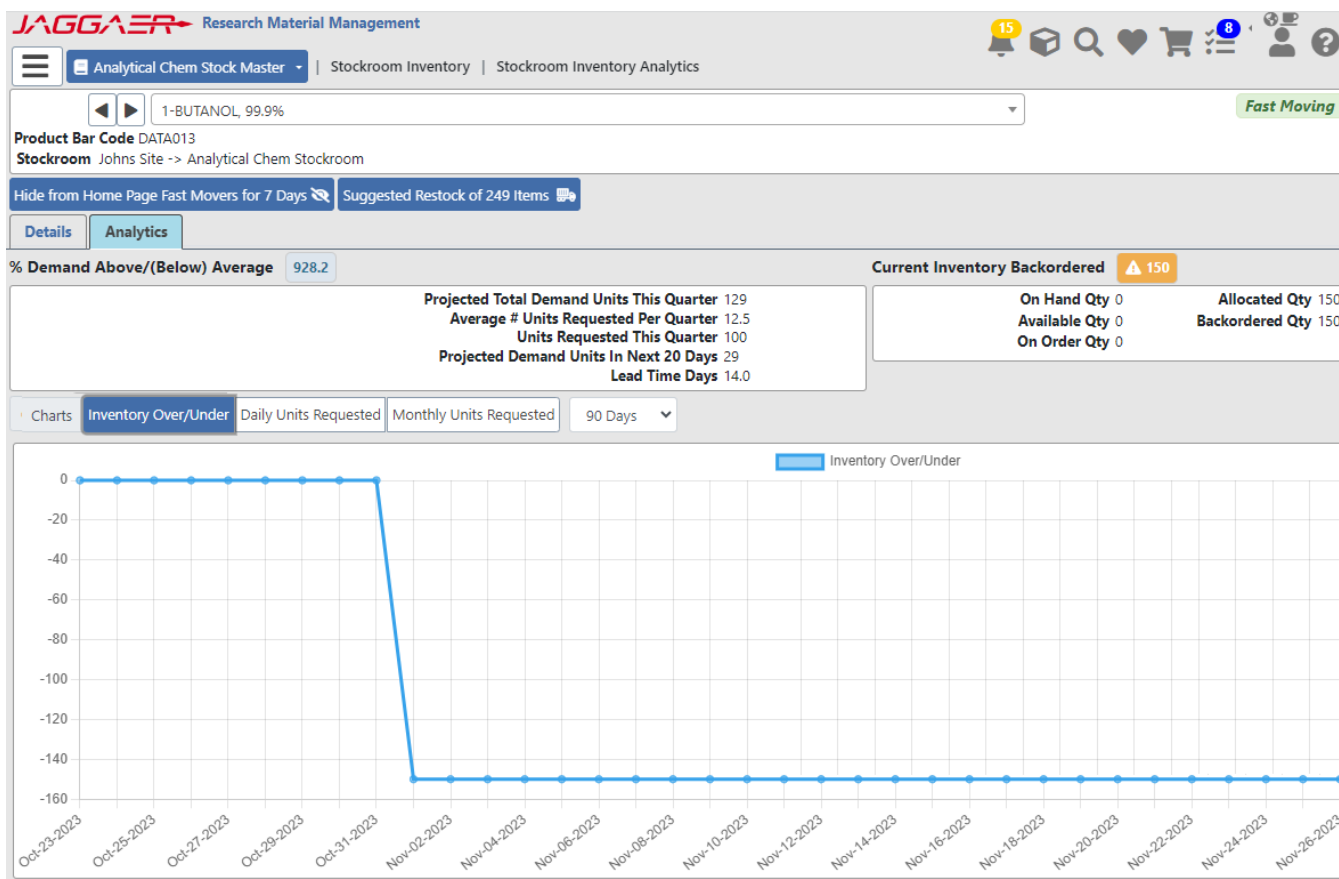 JAGGAER Research Material Management
15
8
Analytical Chem Stock Master | Stockroom Inventory | Stockroom Inventory Analytics
1-BUTANOL, 99.9%
Fast Moving
Product Bar Code DATA013
Stockroom Johns Site -> Analytical Chem Stockroom
Hide from Home Page Fast Movers for 7 Days Suggested Restock of 249 Items
Details Analytics
% Demand Above/(Below) Average 928.2
Current Inventory Backordered 150
Projected Total Demand Units This Quarter 129
Average # Units Requested Per Quarter 12.5
Units Requested This Quarter 100
Projected Demand Units In Next 20 Days 29
Lead Time Days 14.0
On Hand Qty 0 Allocated Qty 150
Available Qty 0 Backordered Qty 150
On Order Qty 0
Charts Inventory Over/Under Daily Units Requested Monthly Units Requested 90 Days
Inventory Over/Under
0
-20
-40
-60
-80
-100
-120
-140
-160
Oct-23-2023 Oct-25-2023 Oct-27-2023 Oct-29-2023 Oct-31-2023 Nov-02-2023 Nov-04-2023 Nov-06-2023 Nov-08-2023 Nov-10-2023 Nov-12-2023 Nov-14-2023 Nov-16-2023 Nov-18-2023 Nov-20-2023 Nov-22-2023 Nov-24-2023 Nov-26-2023